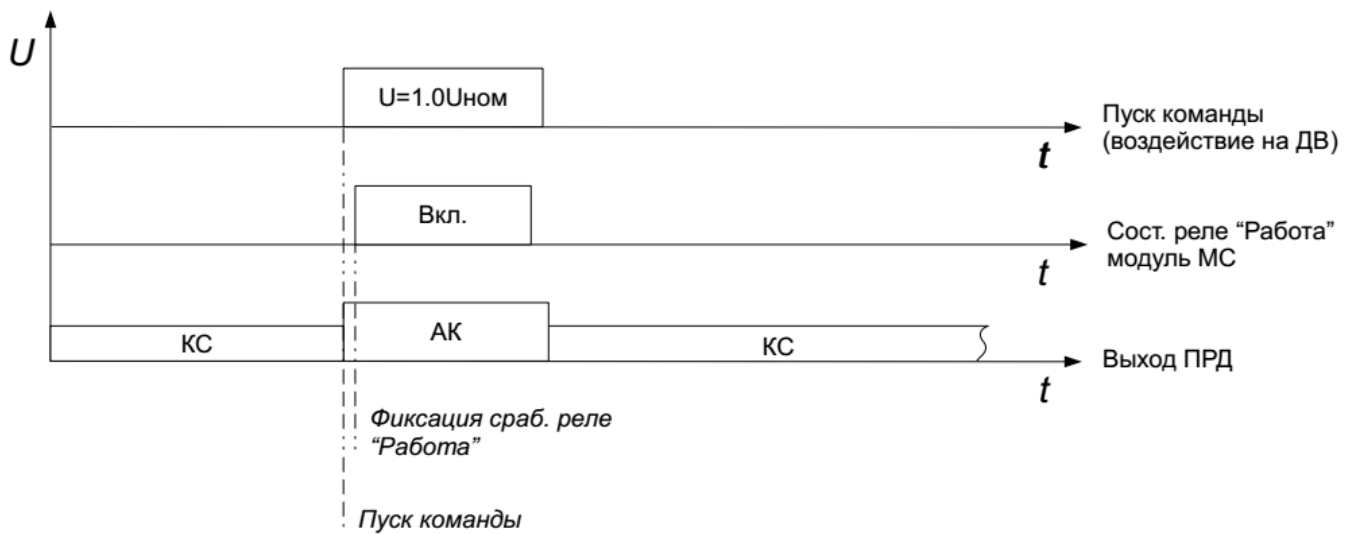 U
U=1.0Uном
Пуск команды
(воздействие на ДВ)
t
Вкл.
Сост. реле “Работа”
модуль МС
t
КС
АК
КС
Выход ПРД
t
Фиксация сраб. реле
“Работа”
Пуск команды